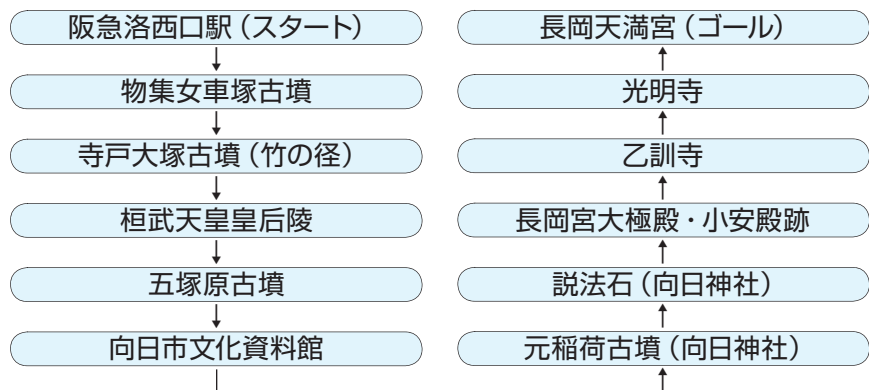 阪急洛西口駅（スタート）
物集女車塚古墳
寺戸大塚古墳（竹の径）
桓武天皇皇后陵
五塚原古墳
向日市文化資料館
元稲荷古墳（向日神社）
説法石（向日神社）
長岡宮大極殿・小安殿跡
乙訓寺
光明寺
長岡天満宮（ゴール）